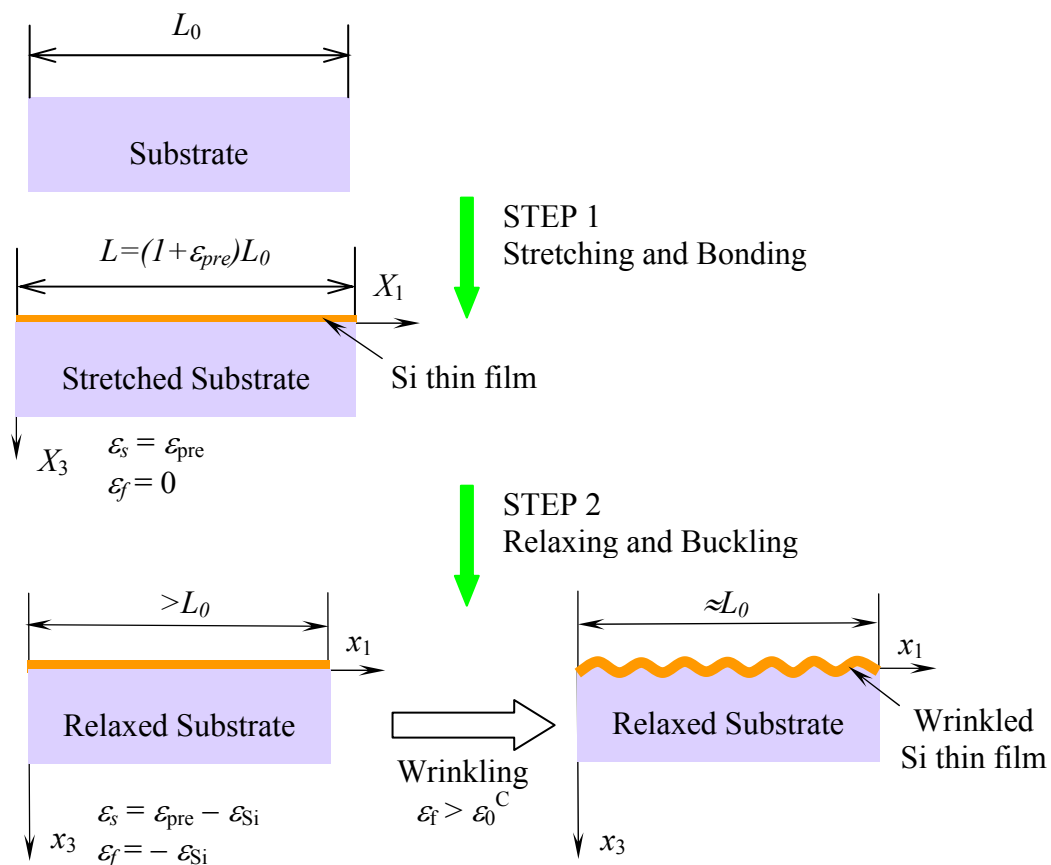 L₀
Substrate
STEP 1
Stretching and Bonding
L=(1+εpre)L₀
X₁
Si thin film
Stretched Substrate
X₃
εs = εpre
εf = 0
STEP 2
Relaxing and Buckling
>L₀
x₁
Relaxed Substrate
x₃
εs = εpre – εSi
εf = – εSi
Wrinkling
εf > ε₀ᶜ
≈L₀
x₁
Relaxed Substrate
Wrinkled
Si thin film
x₃